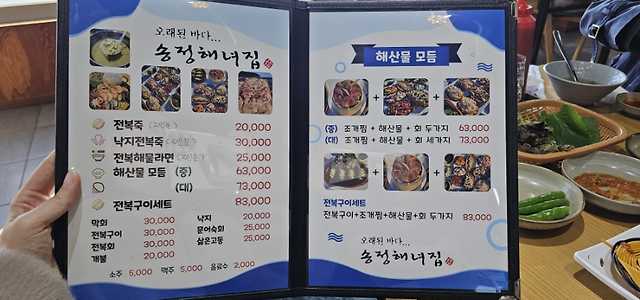 오래된 바다...
송정해녀집
전복죽 20,000
낙지전복죽 30,000
전복해물라면 25,000
해산물 모듬 (중) 63,000
(대) 73,000
전복구이세트 83,000
막회 30,000
전복구이 30,000
전복회 30,000
개불 20,000
낙지 20,000
문어숙회 25,000
삶은고동 25,000
소주 5,000 맥주 5,000 음료수 2,000
해산물 모듬
(중) 조개찜 + 해산물 + 회 두가지 63,000
(대) 조개찜 + 해산물 + 회 세가지 73,000
전복구이세트
전복구이+조개찜+해산물+회 두가지 83,000
오래된 바다...
송정해녀집